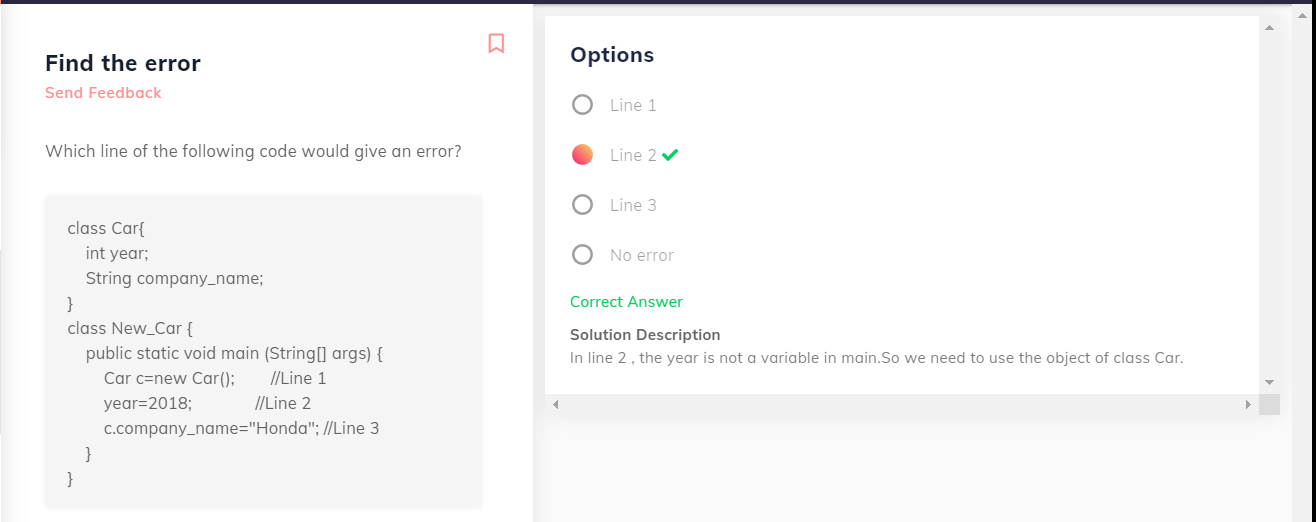 Find the error
Send Feedback
Which line of the following code would give an error?
class Car{
    int year;
    String company_name;
}
class New_Car {
    public static void main (String[] args) {
        Car c=new Car();        //Line 1
        year=2018;              //Line 2
        c.company_name="Honda"; //Line 3
    }
}
Options
Line 1
Line 2
Line 3
No error
Correct Answer
Solution Description
In line 2 , the year is not a variable in main.So we need to use the object of class Car.